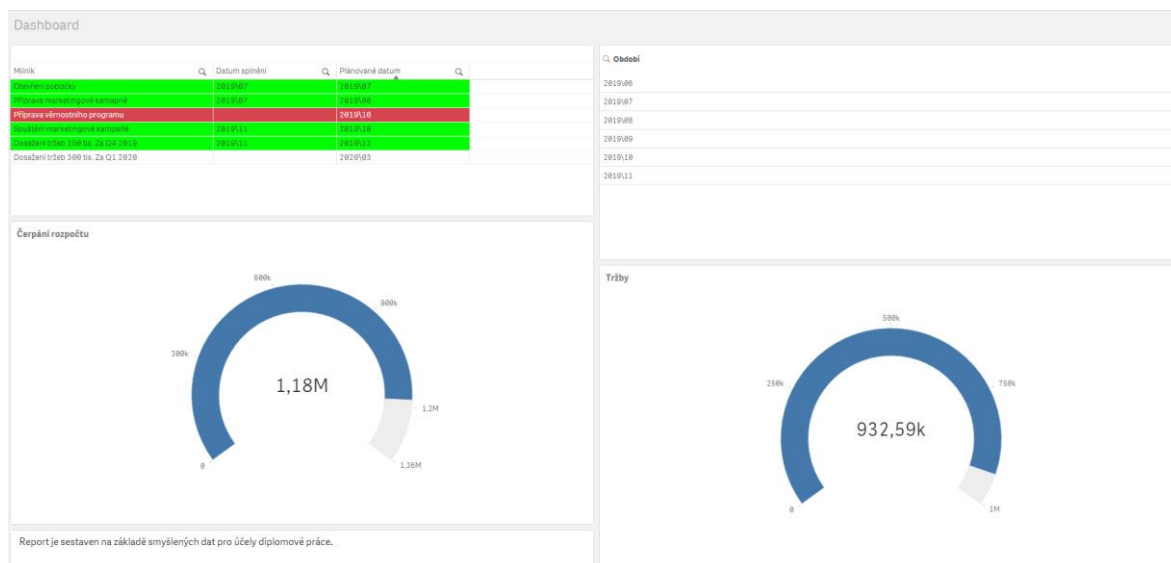 Dashboard
Milník Datum splnění Plánované datum
Otevření pobočky 2019\07 2019\07
Příprava marketingové kamapně 2019\07 2019\08
Příprava věrnostního programu 2019\10
Spuštění marketingové kampaně 2019\11 2019\10
Dosažení tržeb 250 tis. Za Q4 2019 2019\11 2019\12
Dosažení tržeb 300 tis. Za Q1 2020 2020\03
Období
2019\06
2019\07
2019\08
2019\09
2019\10
2019\11
Čerpání rozpočtu
600k
900k
300k
1,18M
1,2M
0
1,36M
Tržby
500k
250k
750k
932,59k
0
1M
Report je sestaven na základě smyšlených dat pro účely diplomové práce.